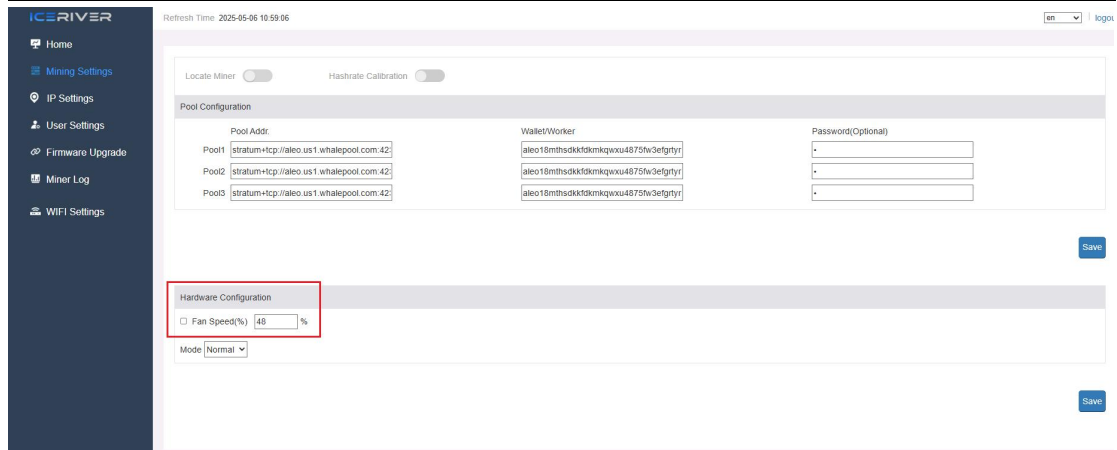 ICERIVER
Refresh Time 2025-05-06 10:59:06
en
logou
Home
Mining Settings
IP Settings
User Settings
Firmware Upgrade
Miner Log
WIFI Settings
Locate Miner
Hashrate Calibration
Pool Configuration
Pool Addr. Wallet/Worker Password(Optional)
Pool1 stratum+tcp://aleo.us1.whalepool.com:423 aleo18mthsdkkfdkmkqwxu4875fw3efgrtyr •
Pool2 stratum+tcp://aleo.us1.whalepool.com:423 aleo18mthsdkkfdkmkqwxu4875fw3efgrtyr •
Pool3 stratum+tcp://aleo.us1.whalepool.com:423 aleo18mthsdkkfdkmkqwxu4875fw3efgrtyr •
Save
Hardware Configuration
Fan Speed(%) 48 %
Mode Normal
Save